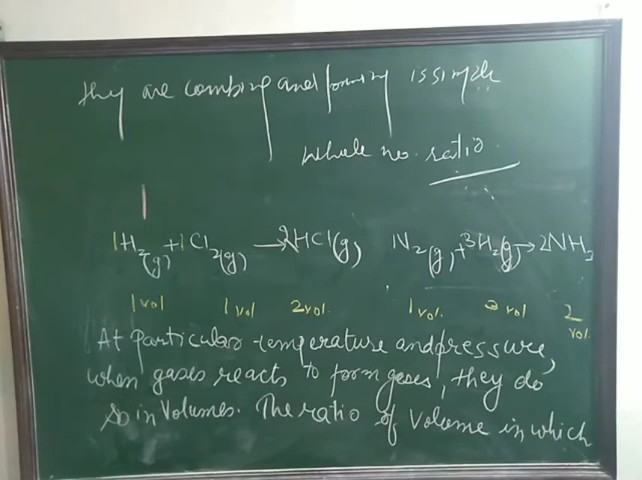 they are combing and forming is simple
whole no. ratio
1H₂(g) + 1Cl₂(g) → 2HCl(g) 1N₂(g) + 3H₂(g) → 2NH₃
1 vol 1 vol 2 vol. 1 vol. 3 vol 2 vol.
At particular temperature and pressure,
when gases reacts to form gases, they do
so in volumes. The ratio of volume in which